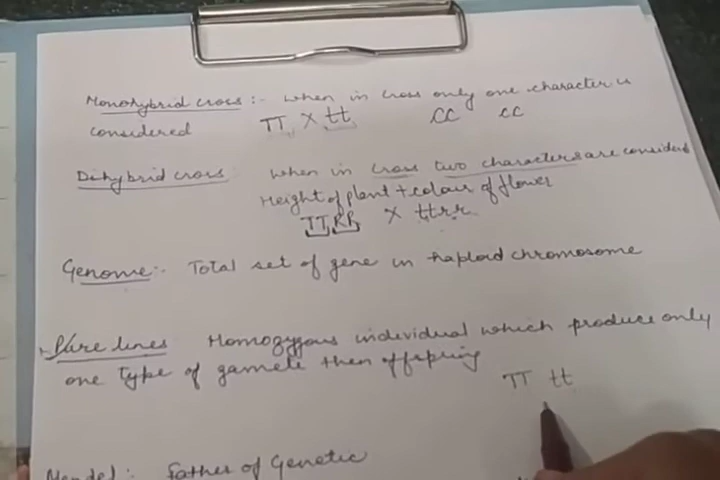 Monohybrid cross:- when in cross only one character is
considered TT X tt CC cc
Dihybrid cross when in cross two characters are considerd
Height of plant + colour of flower
TTRR X ttrr
Genome:- Total set of gene in haploid chromosome
Pure lines Homozygous individual which produce only
one type of gamete then offspring
TT tt
Mendel: Father of Genetic